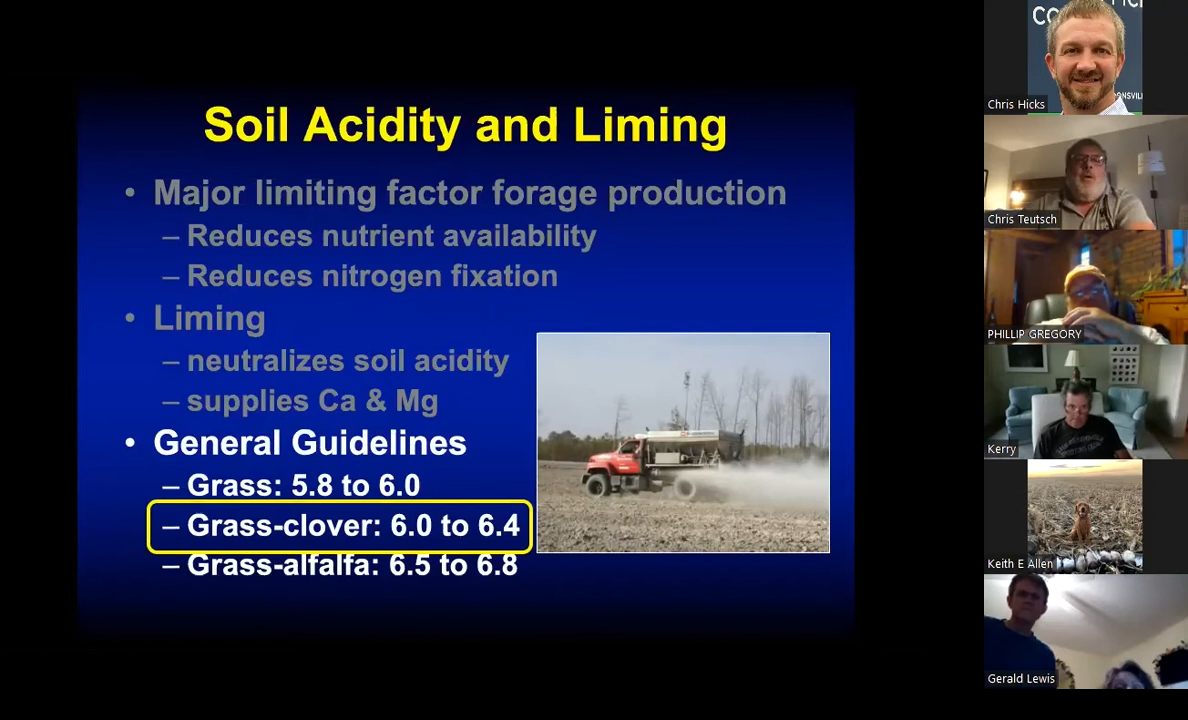 Soil Acidity and Liming
• Major limiting factor forage production
– Reduces nutrient availability
– Reduces nitrogen fixation
• Liming
– neutralizes soil acidity
– supplies Ca & Mg
• General Guidelines
– Grass: 5.8 to 6.0
– Grass-clover: 6.0 to 6.4
– Grass-alfalfa: 6.5 to 6.8
Chris Hicks
Chris Teutsch
PHILLIP GREGORY
Kerry
Keith E Allen
Gerald Lewis